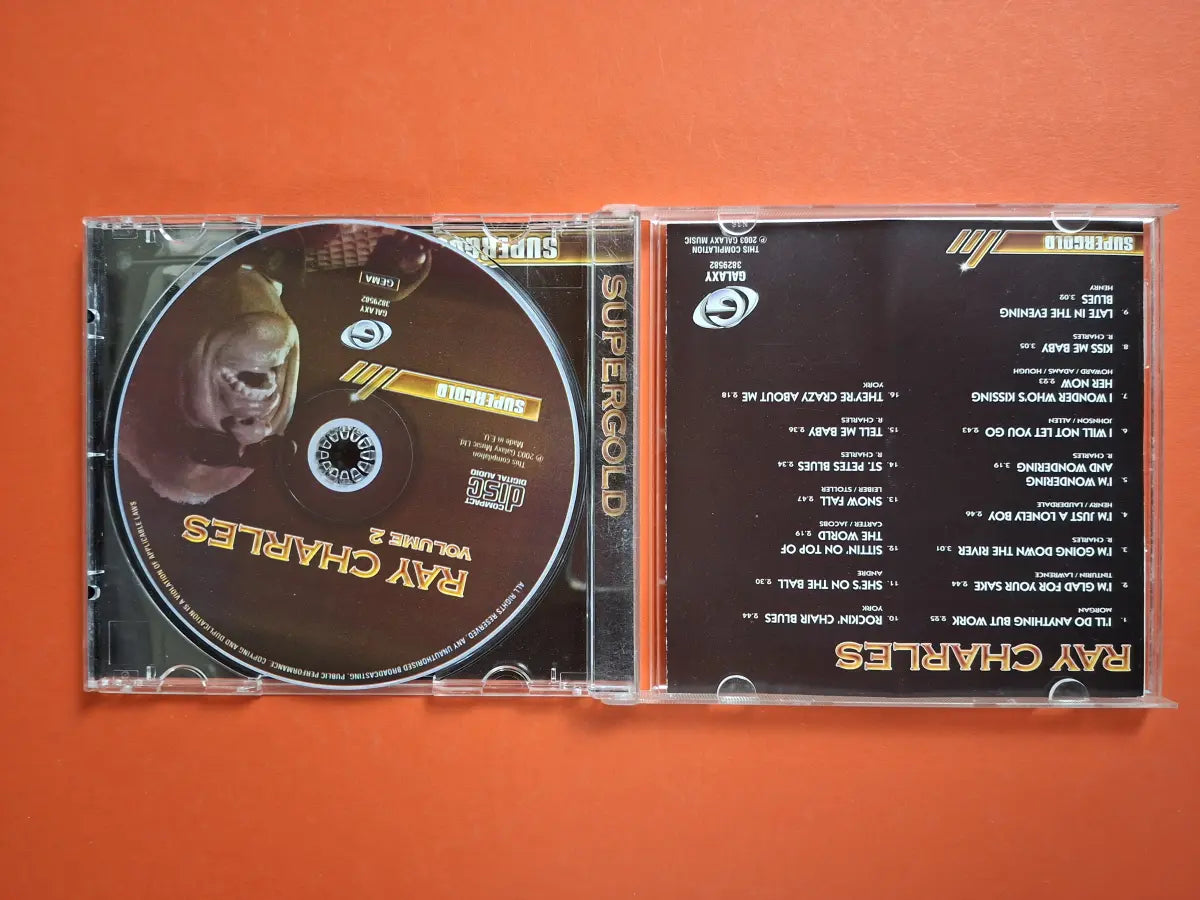 RAY CHARLES
1. I'LL DO ANYTHING BUT WORK 2.25
MORGAN
2. I'M GLAD FOR YOUR SAKE 2.44
TINTURIN / LAWRENCE
3. I'M GOING DOWN THE RIVER 3.01
R. CHARLES
4. I'M JUST A LONELY BOY 2.46
HENRY / LAUDERDALE
5. I'M WONDERING
AND WONDERING 3.19
R. CHARLES
6. I WILL NOT LET YOU GO 2.43
JOHNSON / ALLEN
7. I WONDER WHO'S KISSING
HER NOW 2.23
HOWARD / ADAMS / HOUGH
8. KISS ME BABY 3.05
R. CHARLES
9. LATE IN THE EVENING
BLUES 3.02
HENRY
10. ROCKIN' CHAIR BLUES 2.44
YORK
11. SHE'S ON THE BALL 2.30
ANDRE
12. SITTIN' ON TOP OF
THE WORLD 2.19
CARTER / JACOBS
13. SNOW FALL 2.47
LEIBER / STOLLER
14. ST. PETES BLUES 2.34
R. CHARLES
15. TELL ME BABY 2.36
R. CHARLES
16. THEY'RE CRAZY ABOUT ME 2.18
YORK
SUPERGOLD
GALAXY
3829582
THIS COMPILATION
℗ 2003 GALAXY MUSIC
SUPERGOLD
RAY CHARLES
VOLUME 2
COMPACT
disc
DIGITAL AUDIO
This compilation
℗ 2003 Galaxy Music Ltd.
Made in E.U.
SUPERGOLD
GALAXY
3829582
GEMA
ALL RIGHTS RESERVED. ANY UNAUTHORISED BROADCASTING, PUBLIC PERFORMANCE, COPYING AND DUPLICATION IS A VIOLATION OF APPLICABLE LAWS
SUPERGO